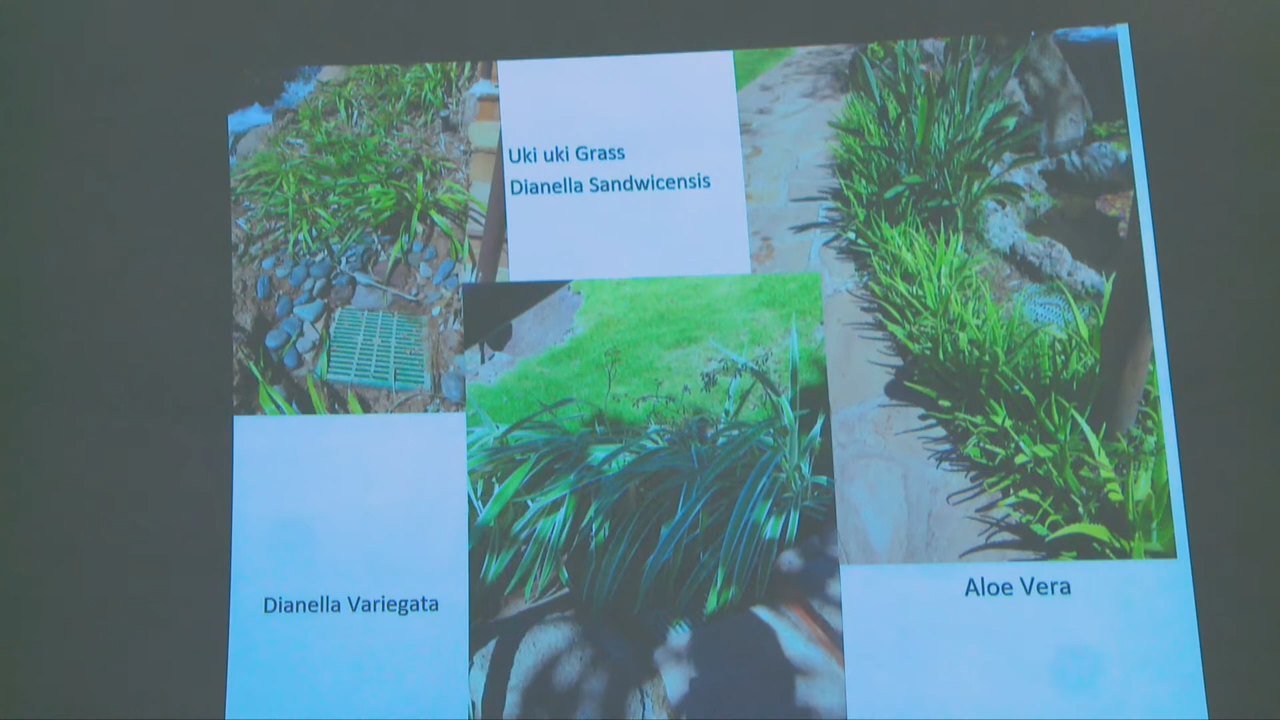 Uki uki Grass
Dianella Sandwicensis
Dianella Variegata
Aloe Vera